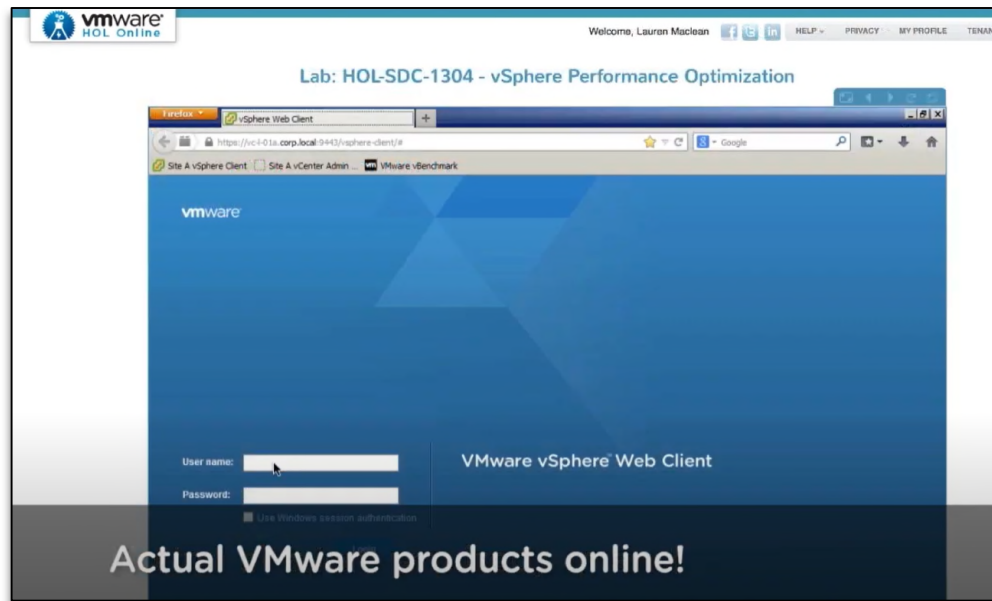 vmware®
HOL Online
Welcome, Lauren Maclean
HELP
PRIVACY
MY PROFILE
TENAN
Lab: HOL-SDC-1304 - vSphere Performance Optimization
Firefox
vSphere Web Client
https://vc-l-01a.corp.local:9443/vsphere-client/#
Google
Site A vSphere Client
Site A vCenter Admin ...
VMware vBenchmark
vmware®
User name:
VMware vSphere™ Web Client
Password:
Use Windows session authentication
Actual VMware products online!